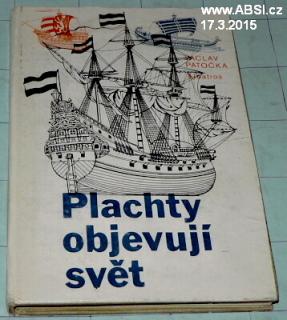 www.ABSI.cz
17.3.2015
VÁCLAV
PATOČKA
albatros
Plachty
objevují
svět